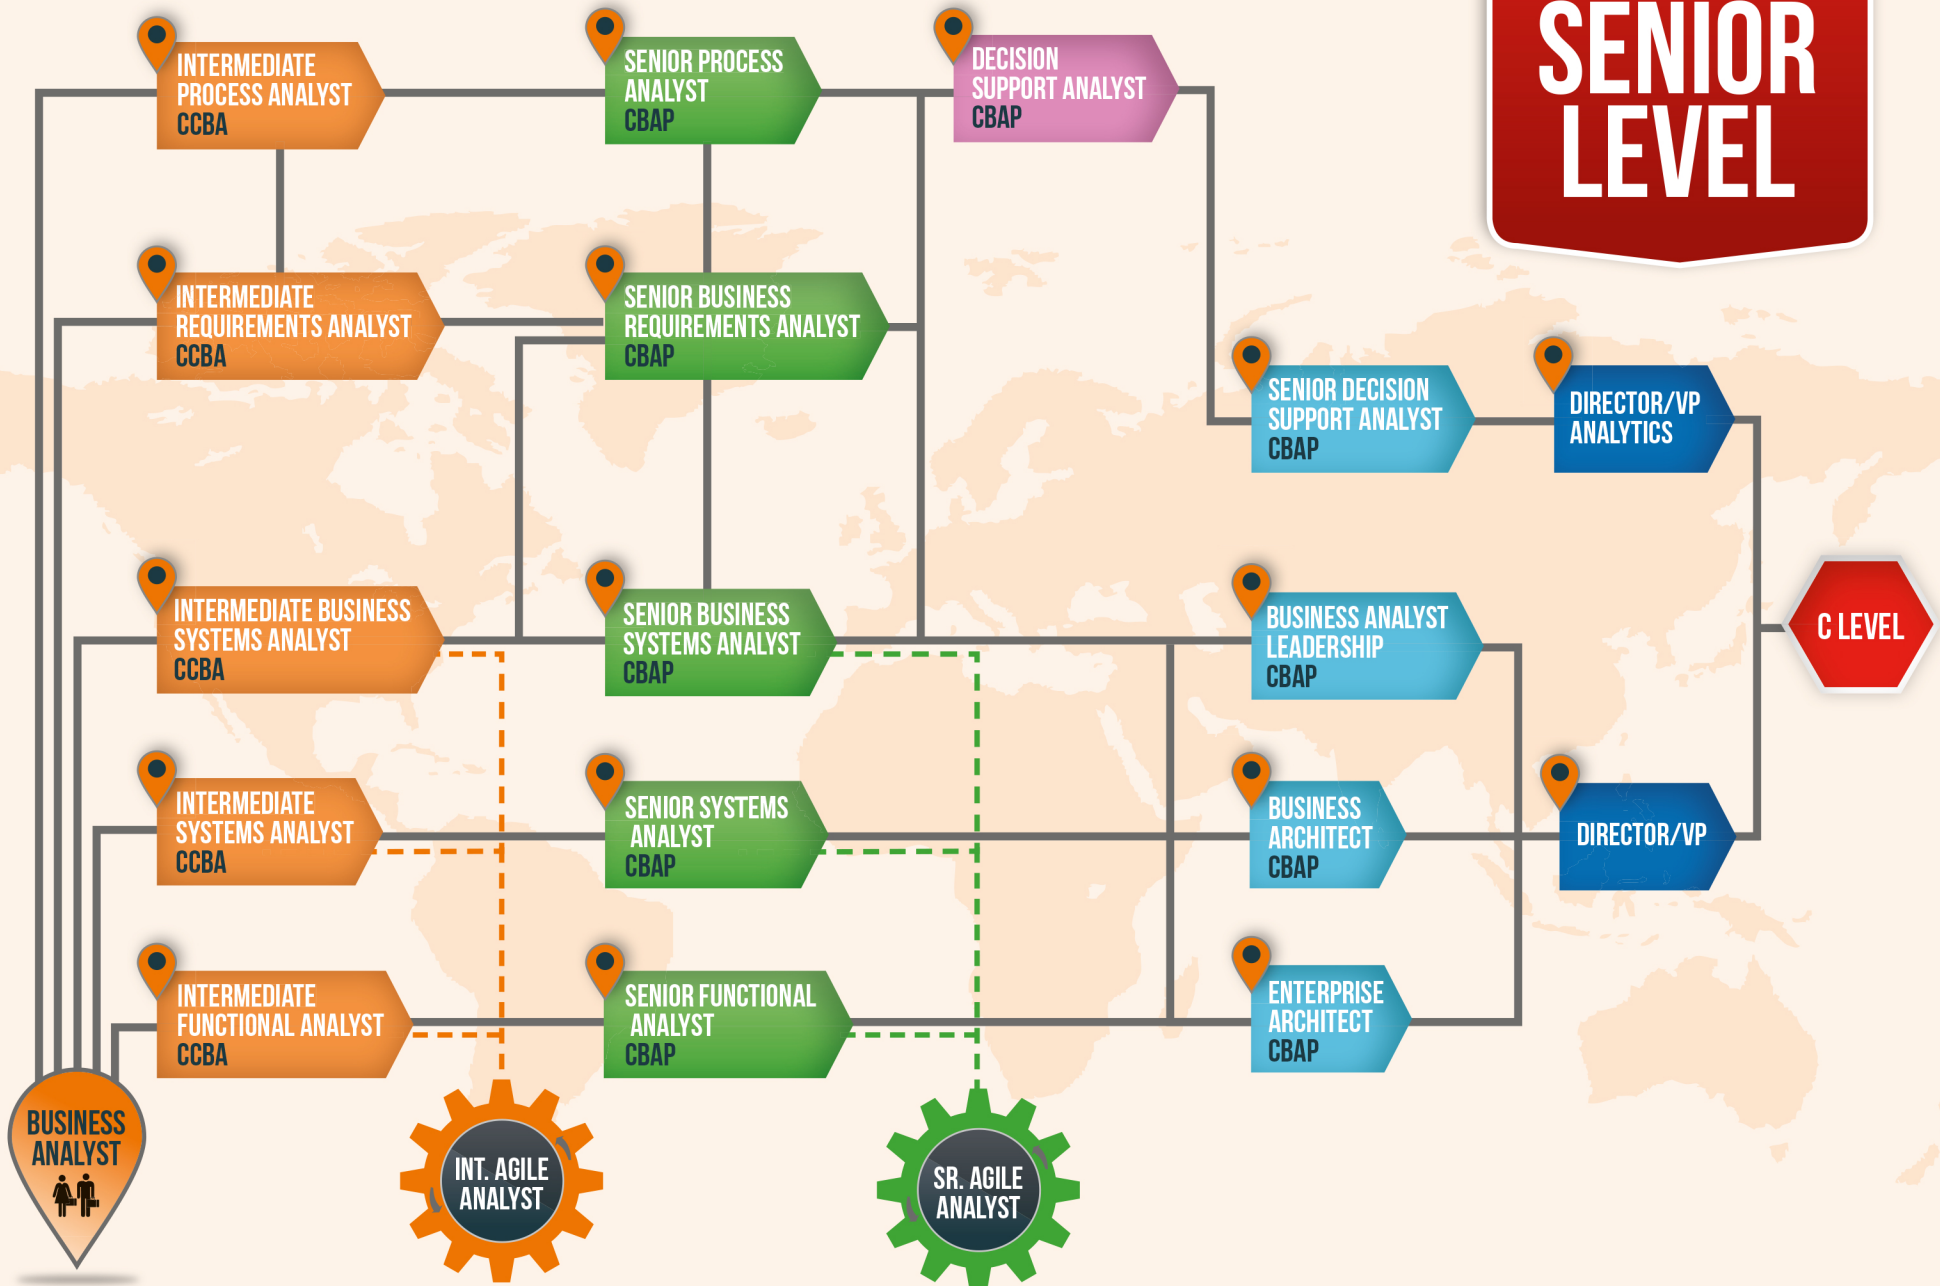 SENIOR
LEVEL
INTERMEDIATE
PROCESS ANALYST
CCBA
SENIOR PROCESS
ANALYST
CBAP
DECISION
SUPPORT ANALYST
CBAP
INTERMEDIATE
REQUIREMENTS ANALYST
CCBA
SENIOR BUSINESS
REQUIREMENTS ANALYST
CBAP
SENIOR DECISION
SUPPORT ANALYST
CBAP
DIRECTOR/VP
ANALYTICS
INTERMEDIATE BUSINESS
SYSTEMS ANALYST
CCBA
SENIOR BUSINESS
SYSTEMS ANALYST
CBAP
BUSINESS ANALYST
LEADERSHIP
CBAP
C LEVEL
INTERMEDIATE
SYSTEMS ANALYST
CCBA
SENIOR SYSTEMS
ANALYST
CBAP
BUSINESS
ARCHITECT
CBAP
DIRECTOR/VP
INTERMEDIATE
FUNCTIONAL ANALYST
CCBA
SENIOR FUNCTIONAL
ANALYST
CBAP
ENTERPRISE
ARCHITECT
CBAP
BUSINESS
ANALYST
INT. AGILE
ANALYST
SR. AGILE
ANALYST